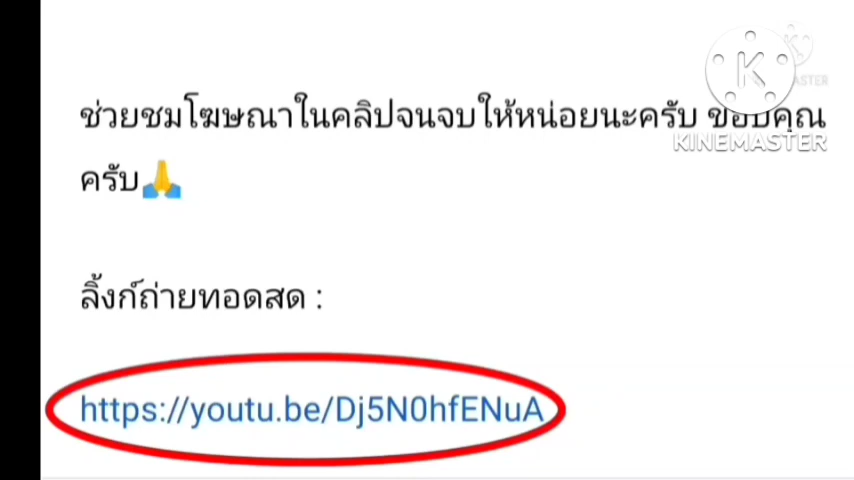 ช่วยชมโฆษณาในคลิปจนจบให้หน่อยนะครับ ขอบคุณ
KINEMASTER
ครับ🙏
ลิ้งก์ถ่ายทอดสด :
https://youtu.be/Dj5N0hfENuA